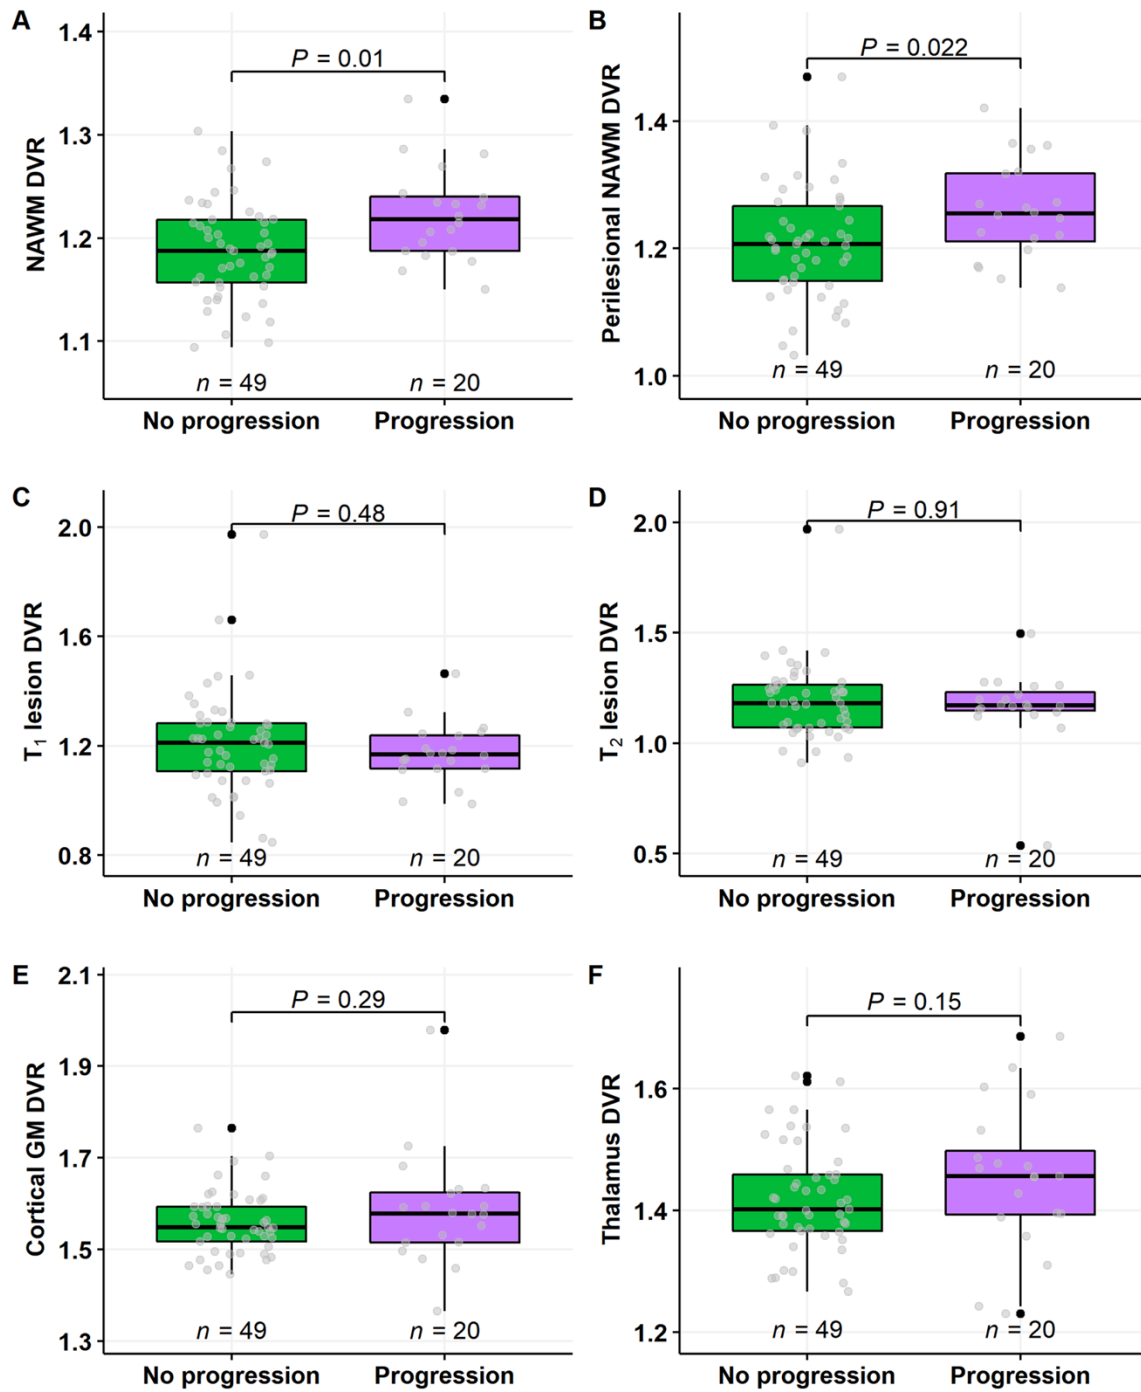 A
B
P = 0.01
P = 0.022
NAWM DVR
1.4
1.3
1.2
1.1
n = 49
n = 20
No progression
Progression
Perilesional NAWM DVR
1.4
1.2
1.0
n = 49
n = 20
No progression
Progression
C
D
P = 0.48
P = 0.91
T₁ lesion DVR
2.0
1.6
1.2
0.8
n = 49
n = 20
No progression
Progression
T₂ lesion DVR
2.0
1.5
1.0
0.5
n = 49
n = 20
No progression
Progression
E
F
P = 0.29
P = 0.15
Cortical GM DVR
2.1
1.9
1.7
1.5
1.3
n = 49
n = 20
No progression
Progression
Thalamus DVR
1.6
1.4
1.2
n = 49
n = 20
No progression
Progression